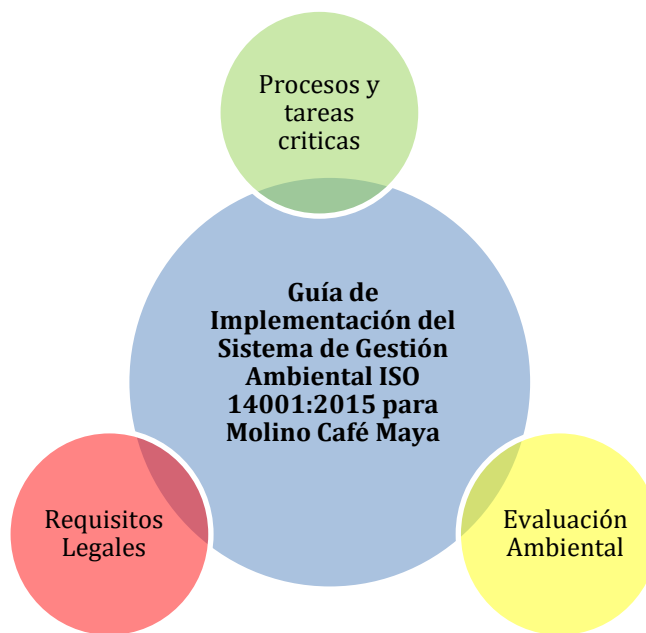 Procesos y
tareas
criticas
Guía de
Implementación del
Sistema de Gestión
Ambiental ISO
14001:2015 para
Molino Café Maya
Requisitos
Legales
Evaluación
Ambiental